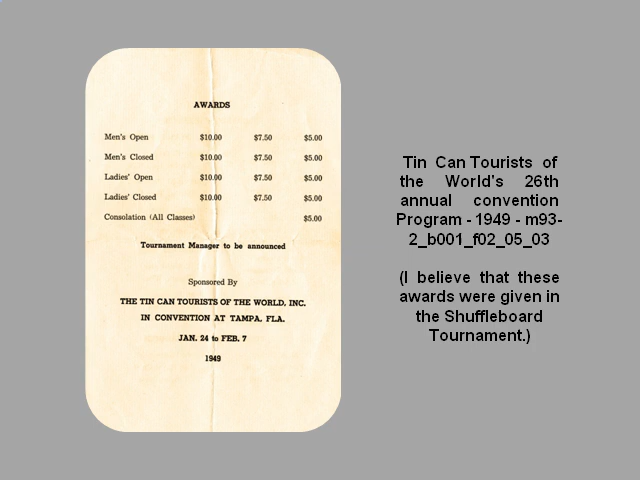 AWARDS
Men's Open $10.00 $7.50 $5.00
Men's Closed $10.00 $7.50 $5.00
Ladies' Open $10.00 $7.50 $5.00
Ladies' Closed $10.00 $7.50 $5.00
Consolation (All Classes) $5.00
Tournament Manager to be announced
Sponsored By
THE TIN CAN TOURISTS OF THE WORLD, INC.
IN CONVENTION AT TAMPA, FLA.
JAN. 24 to FEB. 7
1949
Tin Can Tourists of
the World's 26th
annual convention
Program - 1949 - m93-
2_b001_f02_05_03
(I believe that these
awards were given in
the Shuffleboard
Tournament.)